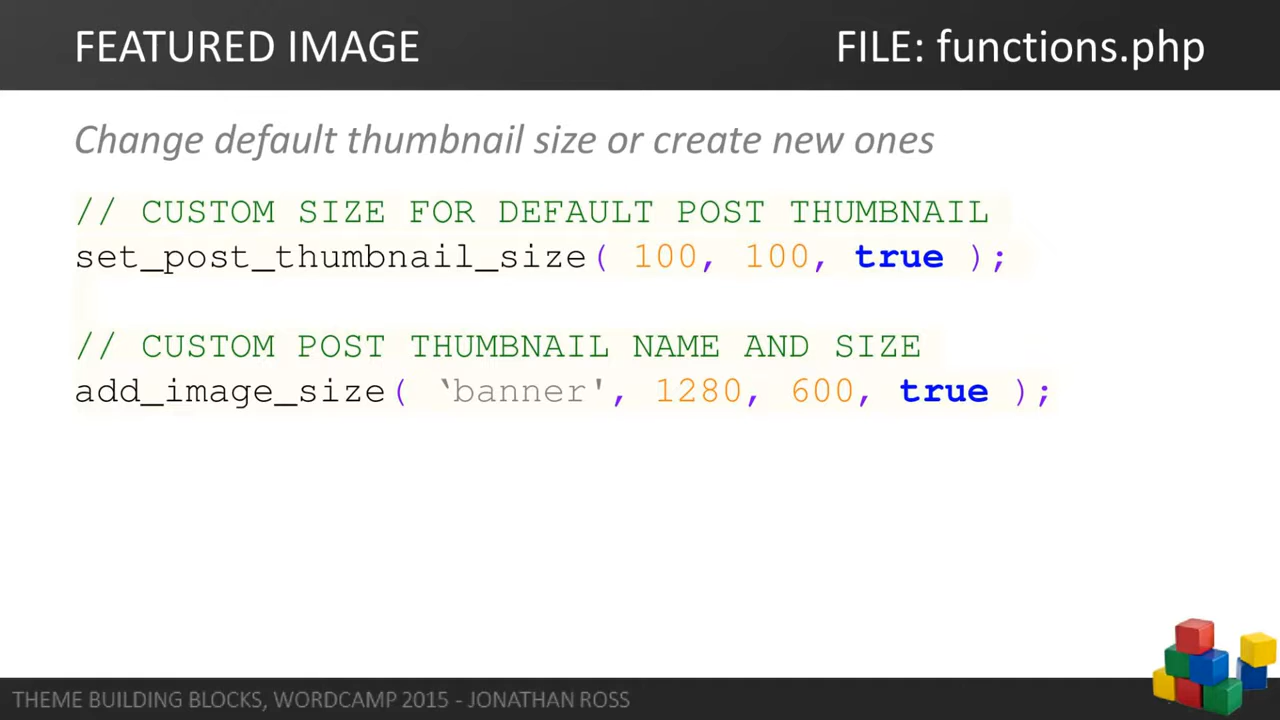 FEATURED IMAGE
FILE: functions.php
Change default thumbnail size or create new ones
// CUSTOM SIZE FOR DEFAULT POST THUMBNAIL
set_post_thumbnail_size( 100, 100, true );
// CUSTOM POST THUMBNAIL NAME AND SIZE
add_image_size( ‘banner', 1280, 600, true );
THEME BUILDING BLOCKS, WORDCAMP 2015 - JONATHAN ROSS